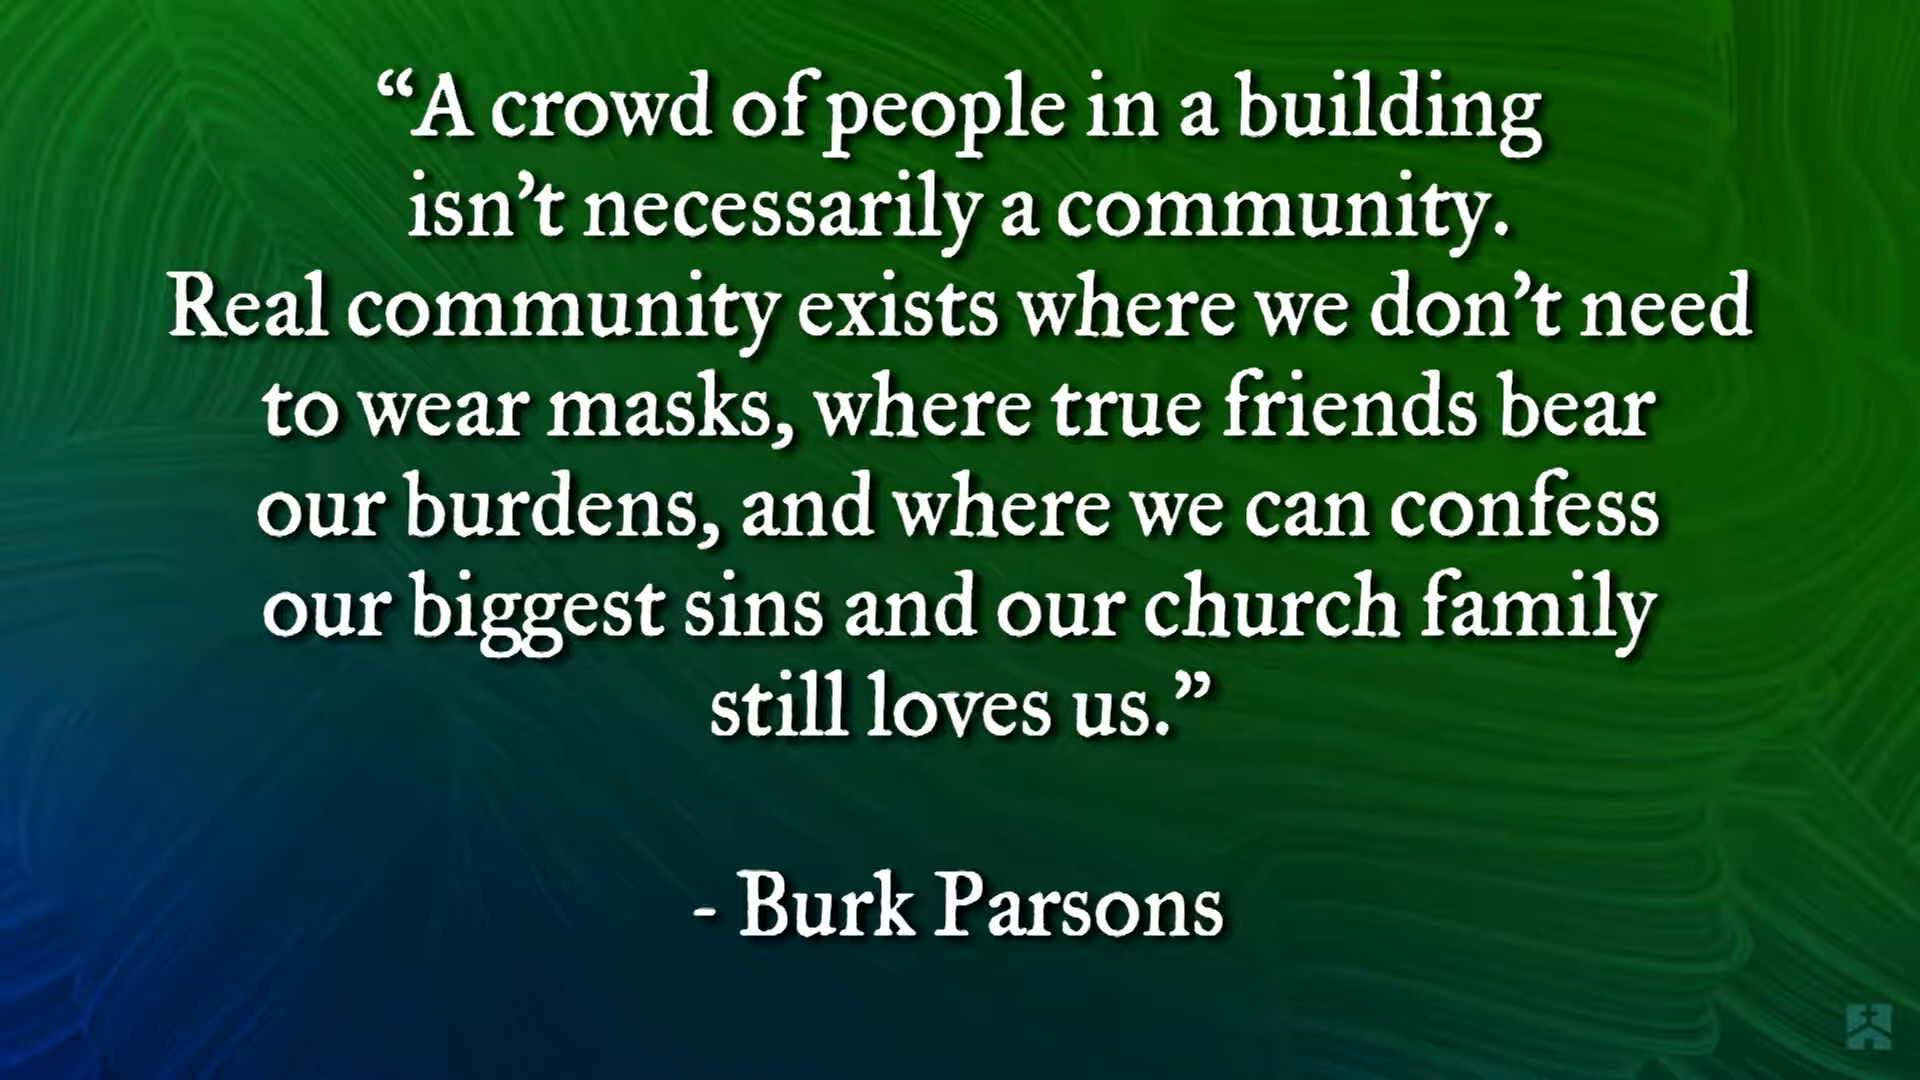 “A crowd of people in a building
isn’t necessarily a community.
Real community exists where we don’t need
to wear masks, where true friends bear
our burdens, and where we can confess
our biggest sins and our church family
still loves us.”
- Burk Parsons